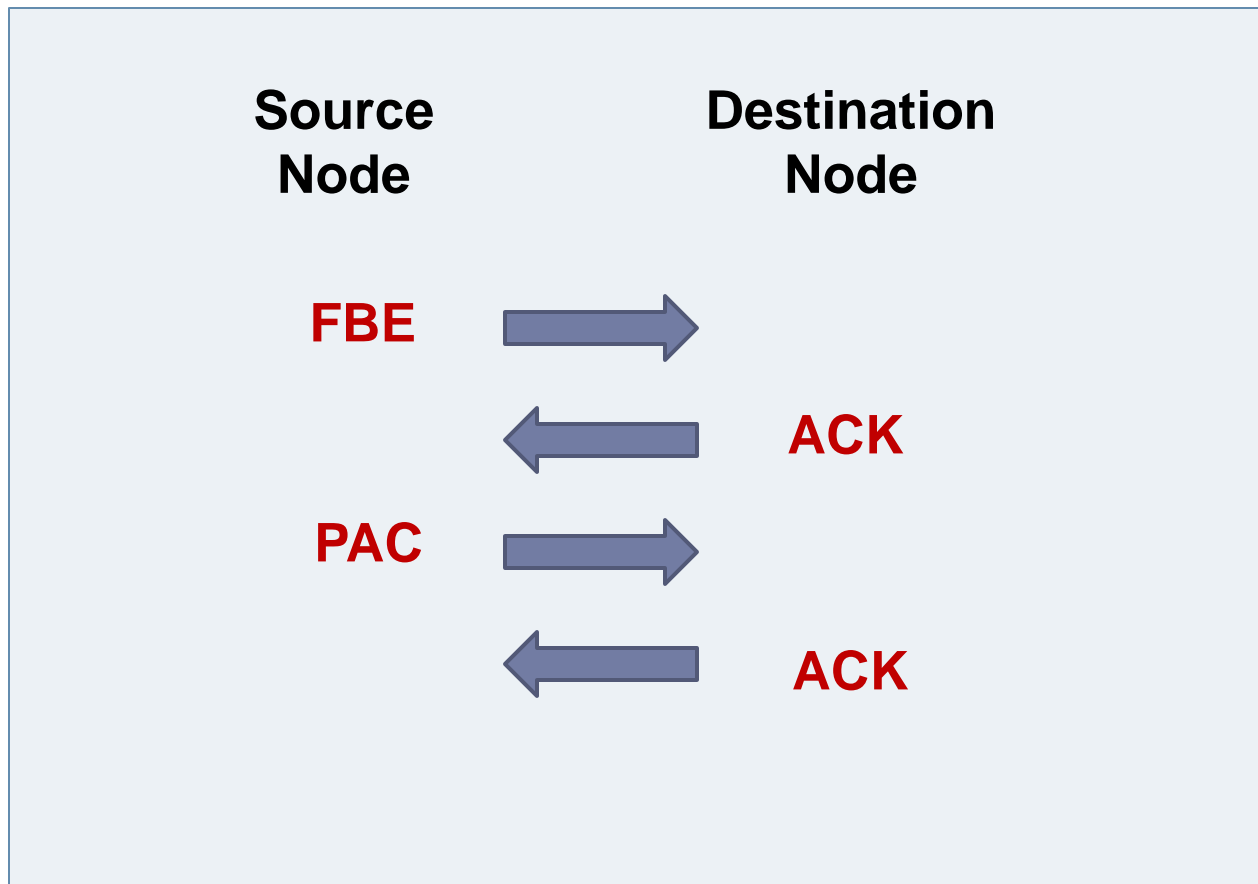 Source
Node
Destination
Node
FBE
ACK
PAC
ACK